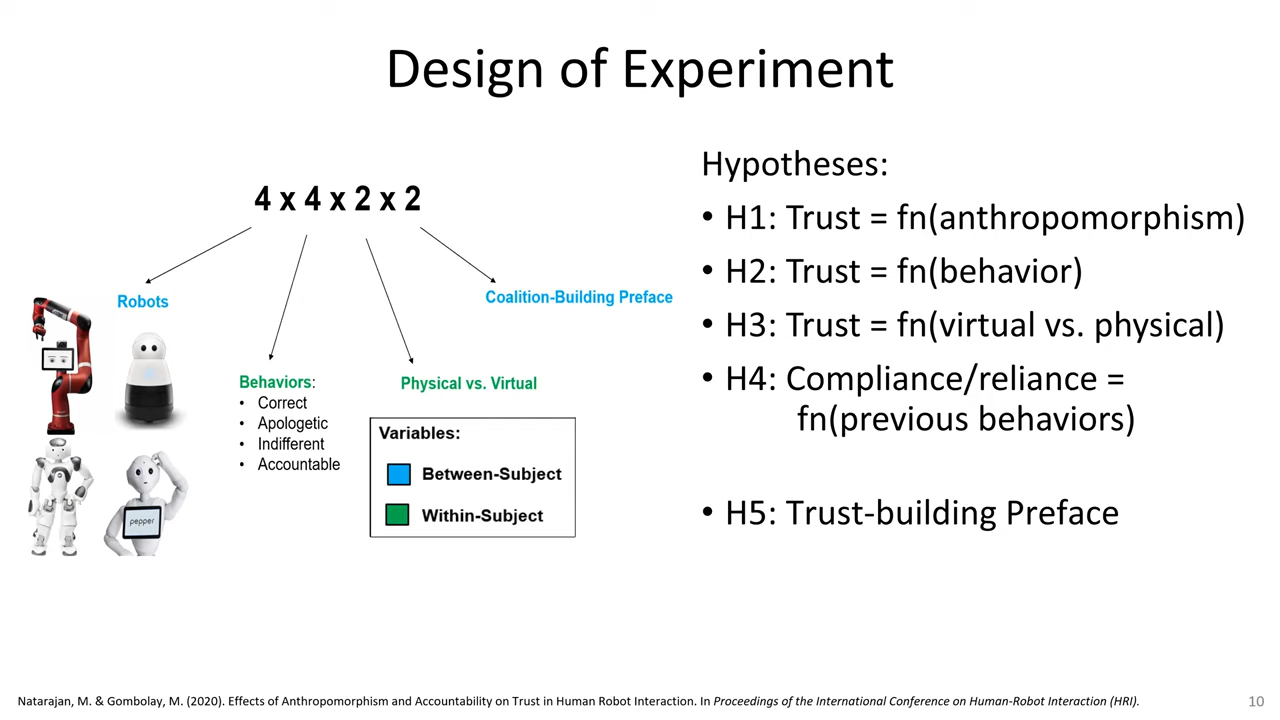 Design of Experiment
4 x 4 x 2 x 2
Robots
Coalition-Building Preface
Behaviors:
• Correct
• Apologetic
• Indifferent
• Accountable
Physical vs. Virtual
Variables:
Between-Subject
Within-Subject
pepper
Hypotheses:
• H1: Trust = fn(anthropomorphism)
• H2: Trust = fn(behavior)
• H3: Trust = fn(virtual vs. physical)
• H4: Compliance/reliance =
fn(previous behaviors)
• H5: Trust-building Preface
Natarajan, M. & Gombolay, M. (2020). Effects of Anthropomorphism and Accountability on Trust in Human Robot Interaction. In Proceedings of the International Conference on Human-Robot Interaction (HRI).
10